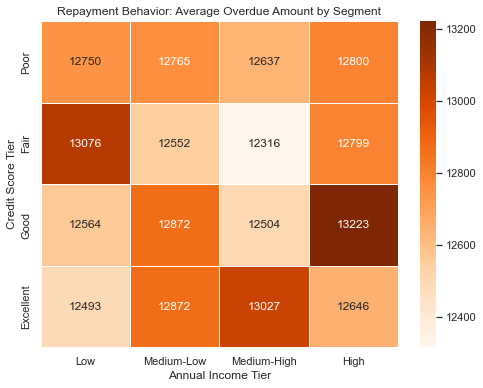 Repayment Behavior: Average Overdue Amount by Segment
Credit Score Tier
Poor 12750 12765 12637 12800
Fair 13076 12552 12316 12799
Good 12564 12872 12504 13223
Excellent 12493 12872 13027 12646
Low Medium-Low Medium-High High
Annual Income Tier
13200
13000
12800
12600
12400